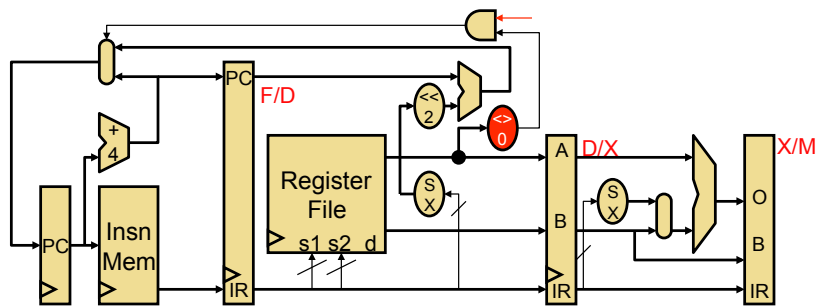 PC
F/D
<<
2
<>
0
+
4
D/X
X/M
A
Register
File
S
X
S
X
O
PC
Insn
Mem
B
B
s1 s2 d
IR
IR
IR